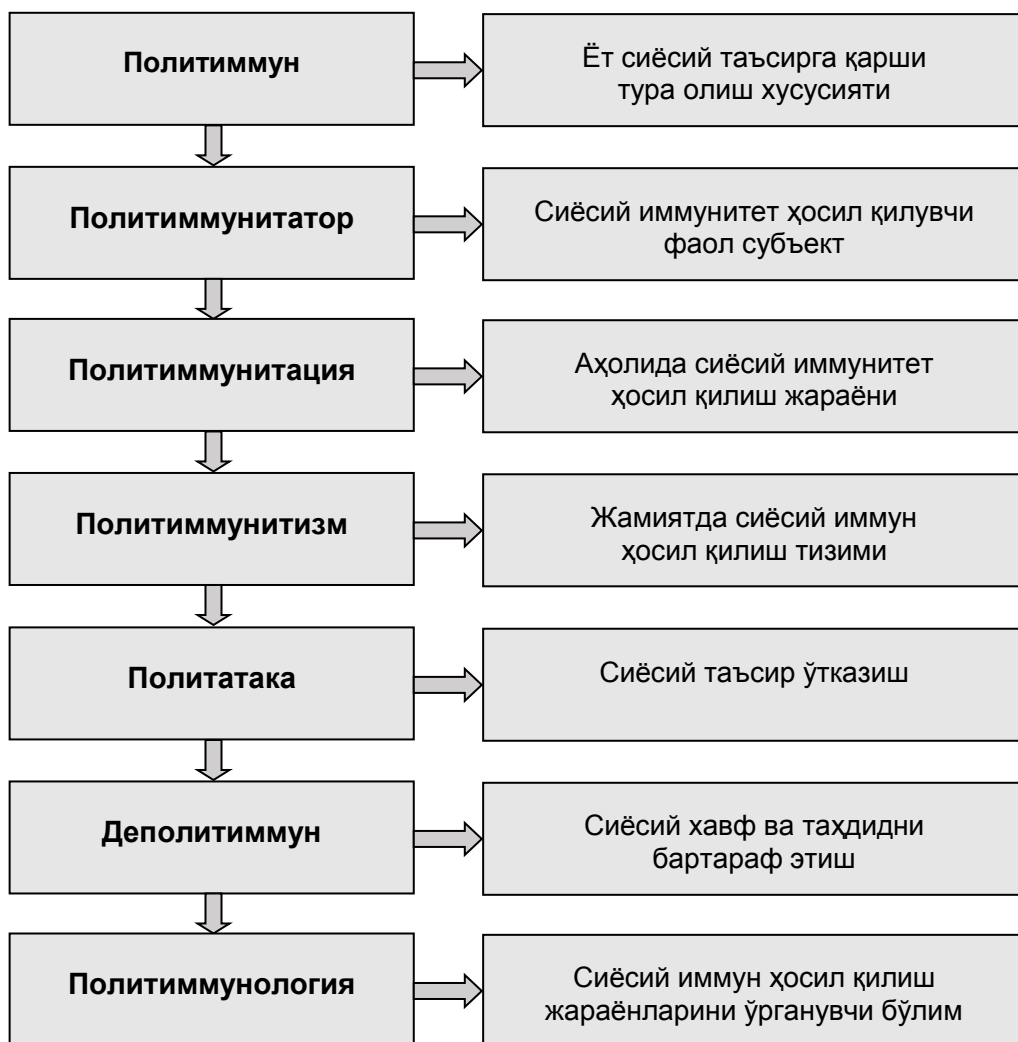 Политиммун
Ёт сиёсий таъсирга қарши
тура олиш хусусияти
Политиммунитатор
Сиёсий иммунитет ҳосил қилувчи
фаол субъект
Политиммунитация
Аҳолида сиёсий иммунитет
ҳосил қилиш жараёни
Политиммунитизм
Жамиятда сиёсий иммун
ҳосил қилиш тизими
Политатака
Сиёсий таъсир ўтказиш
Деполитиммун
Сиёсий хавф ва таҳдидни
бартараф этиш
Политиммунология
Сиёсий иммун ҳосил қилиш
жараёнларини ўрганувчи бўлим